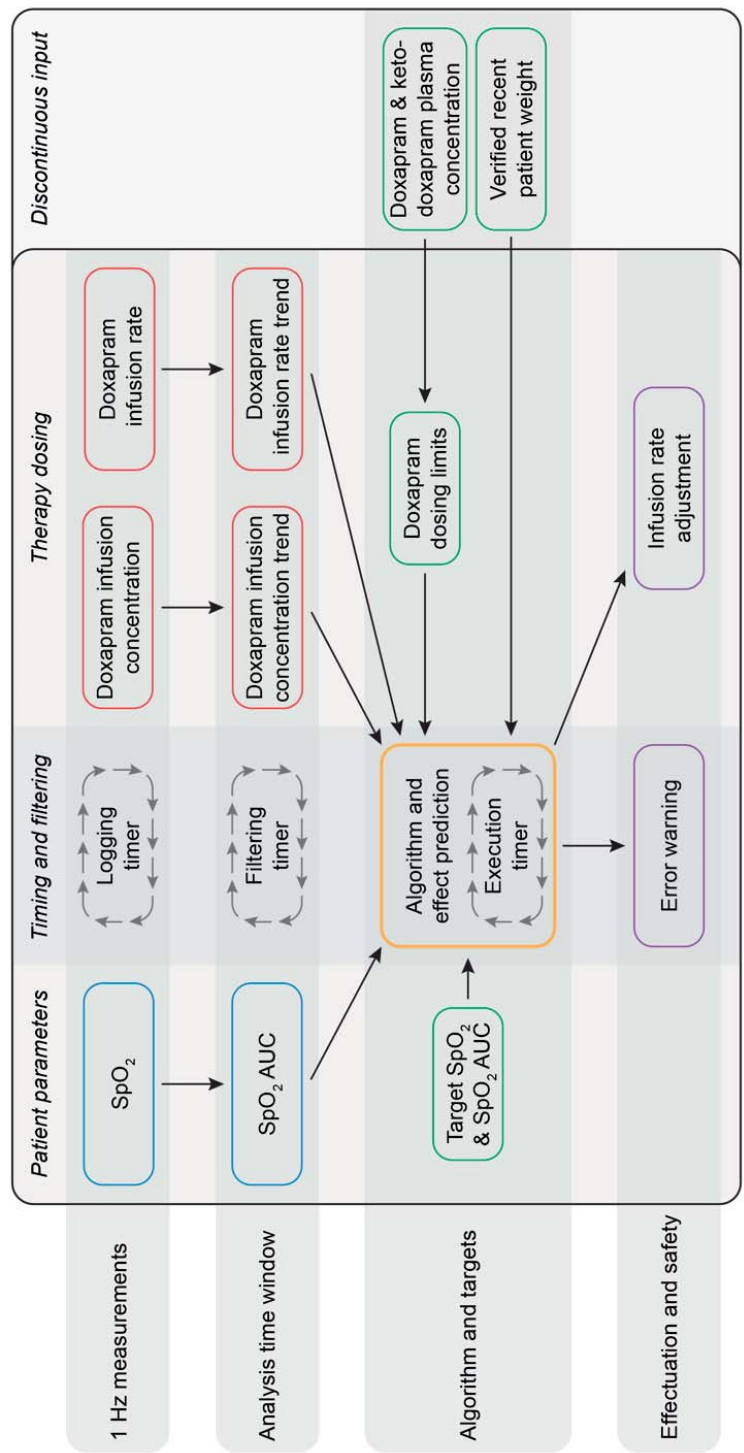 Patient parameters
Timing and filtering
Therapy dosing
Discontinuous input
1 Hz measurements
SpO₂
Logging
timer
Doxapram infusion
concentration
Doxapram
infusion rate
Analysis time window
SpO₂ AUC
Filtering
timer
Doxapram infusion
concentration trend
Doxapram
infusion rate trend
Algorithm and targets
Target SpO₂
& SpO₂ AUC
Algorithm and
effect prediction
Execution
timer
Doxapram
dosing limits
Doxapram & keto-
doxapram plasma
concentration
Verified recent
patient weight
Effectuation and safety
Error warning
Infusion rate
adjustment